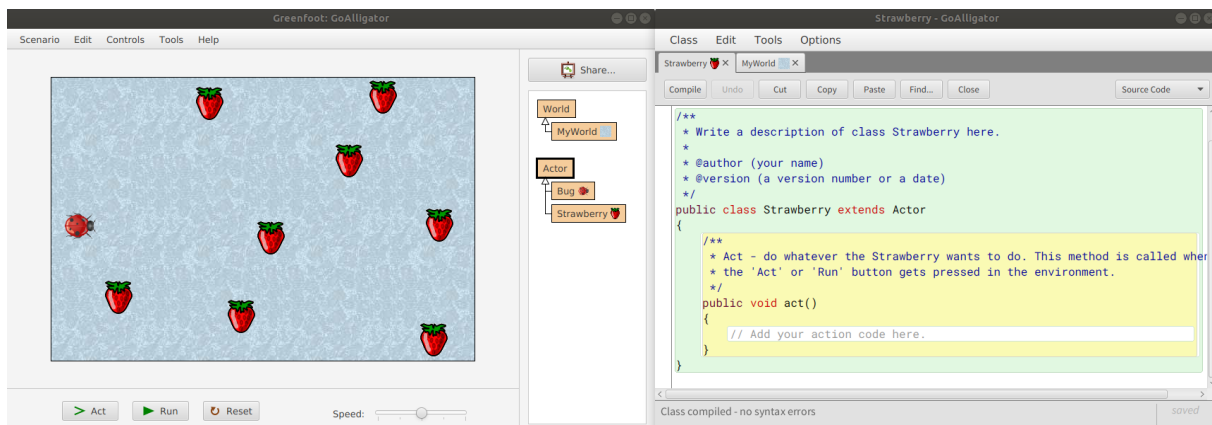 Greenfoot: GoAlligator
Scenario Edit Controls Tools Help
Share...
World
MyWorld
Actor
Bug
Strawberry
> Act
Run
Reset
Speed:
Strawberry - GoAlligator
Class Edit Tools Options
Strawberry × MyWorld ×
Compile Undo Cut Copy Paste Find... Close Source Code
/**
* Write a description of class Strawberry here.
*
* @author (your name)
* @version (a version number or a date)
*/
public class Strawberry extends Actor
{
/**
* Act - do whatever the Strawberry wants to do. This method is called when
* the 'Act' or 'Run' button gets pressed in the environment.
*/
public void act()
{
// Add your action code here.
}
}
Class compiled - no syntax errors
saved